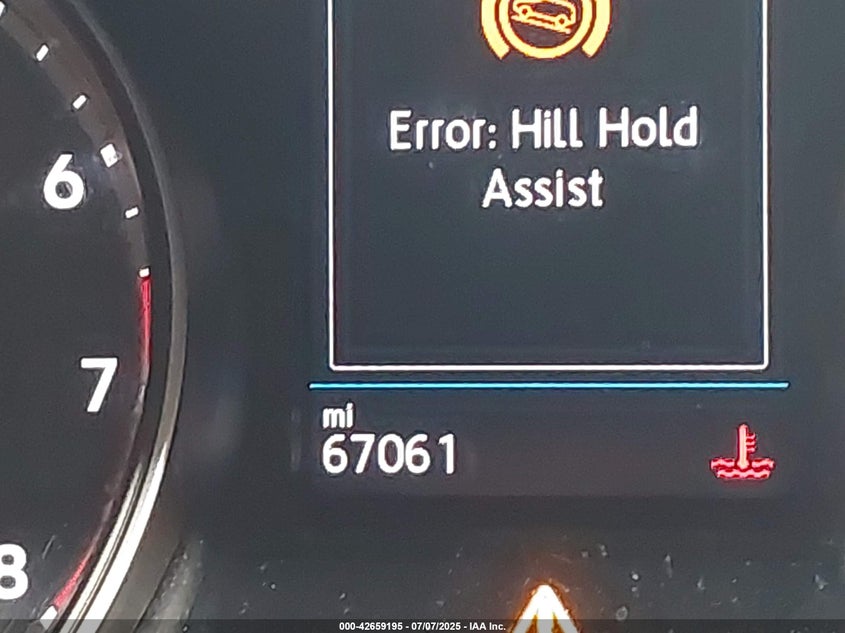 6
7
8
Error: Hill Hold
Assist
mi
67061
000-42659195 - 07/07/2025 - IAA Inc.